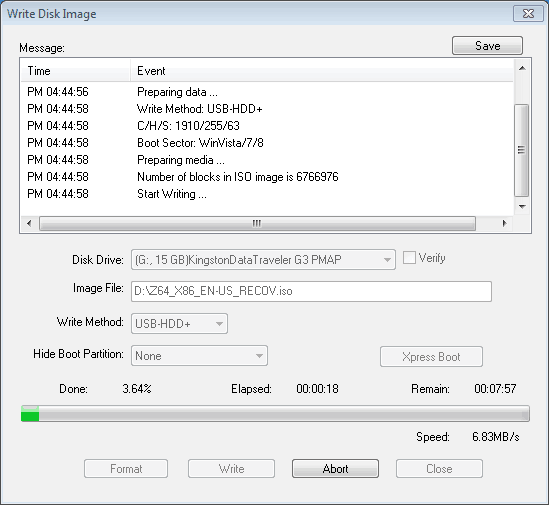 Write Disk Image
Message:
Save
Time Event
PM 04:44:56 Preparing data ...
PM 04:44:58 Write Method: USB-HDD+
PM 04:44:58 C/H/S: 1910/255/63
PM 04:44:58 Boot Sector: WinVista/7/8
PM 04:44:58 Preparing media ...
PM 04:44:58 Number of blocks in ISO image is 6766976
PM 04:44:58 Start Writing ...
Disk Drive: (G:, 15 GB)KingstonDataTraveler G3 PMAP Verify
Image File: D:\Z64_X86_EN-US_RECOV.iso
Write Method: USB-HDD+
Hide Boot Partition: None Xpress Boot
Done: 3.64% Elapsed: 00:00:18 Remain: 00:07:57
Speed: 6.83MB/s
Format Write Abort Close